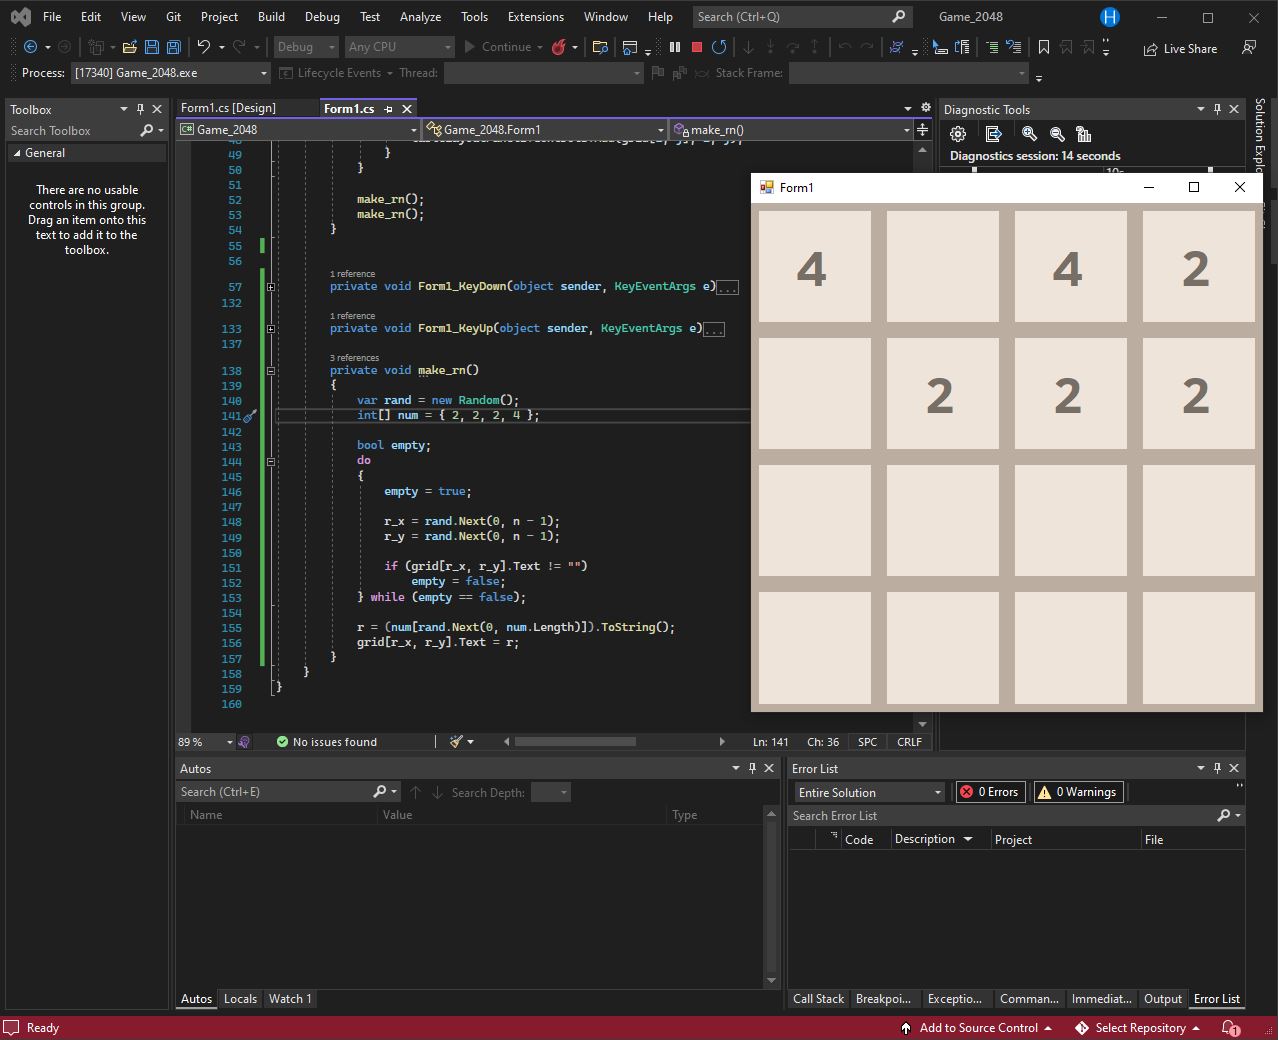 File Edit View Git Project Build Debug Test Analyze Tools Extensions Window Help Search (Ctrl+Q) Game_2048 H
Debug Any CPU Continue Live Share
Process: [17340] Game_2048.exe Lifecycle Events Thread: Stack Frame:
Toolbox
Search Toolbox
General
There are no usable
controls in this group.
Drag an item onto this
text to add it to the
toolbox.
Form1.cs [Design] Form1.cs
C# Game_2048 Game_2048.Form1 make_rn()
49 }
50 }
51
52 make_rn();
53 make_rn();
54 }
55
56
1 reference
57 private void Form1_KeyDown(object sender, KeyEventArgs e)...
132
1 reference
133 private void Form1_KeyUp(object sender, KeyEventArgs e)...
137
3 references
138 private void make_rn()
139 {
140 var rand = new Random();
141 int[] num = { 2, 2, 2, 4 };
142
143 bool empty;
144 do
145 {
146 empty = true;
147
148 r_x = rand.Next(0, n - 1);
149 r_y = rand.Next(0, n - 1);
150
151 if (grid[r_x, r_y].Text != "")
152 empty = false;
153 } while (empty == false);
154
155 r = (num[rand.Next(0, num.Length)]).ToString();
156 grid[r_x, r_y].Text = r;
157 }
158 }
159 }
160
89 % No issues found Ln: 141 Ch: 36 SPC CRLF
Diagnostic Tools
Diagnostics session: 14 seconds
Form1
4 4 2
2 2 2
Autos
Search (Ctrl+E) Search Depth:
Name Value Type
Autos Locals Watch 1
Error List
Entire Solution 0 Errors 0 Warnings
Search Error List
Code Description Project File
Call Stack Breakpoi... Exceptio... Comman... Immediat... Output Error List
Ready Add to Source Control Select Repository 1